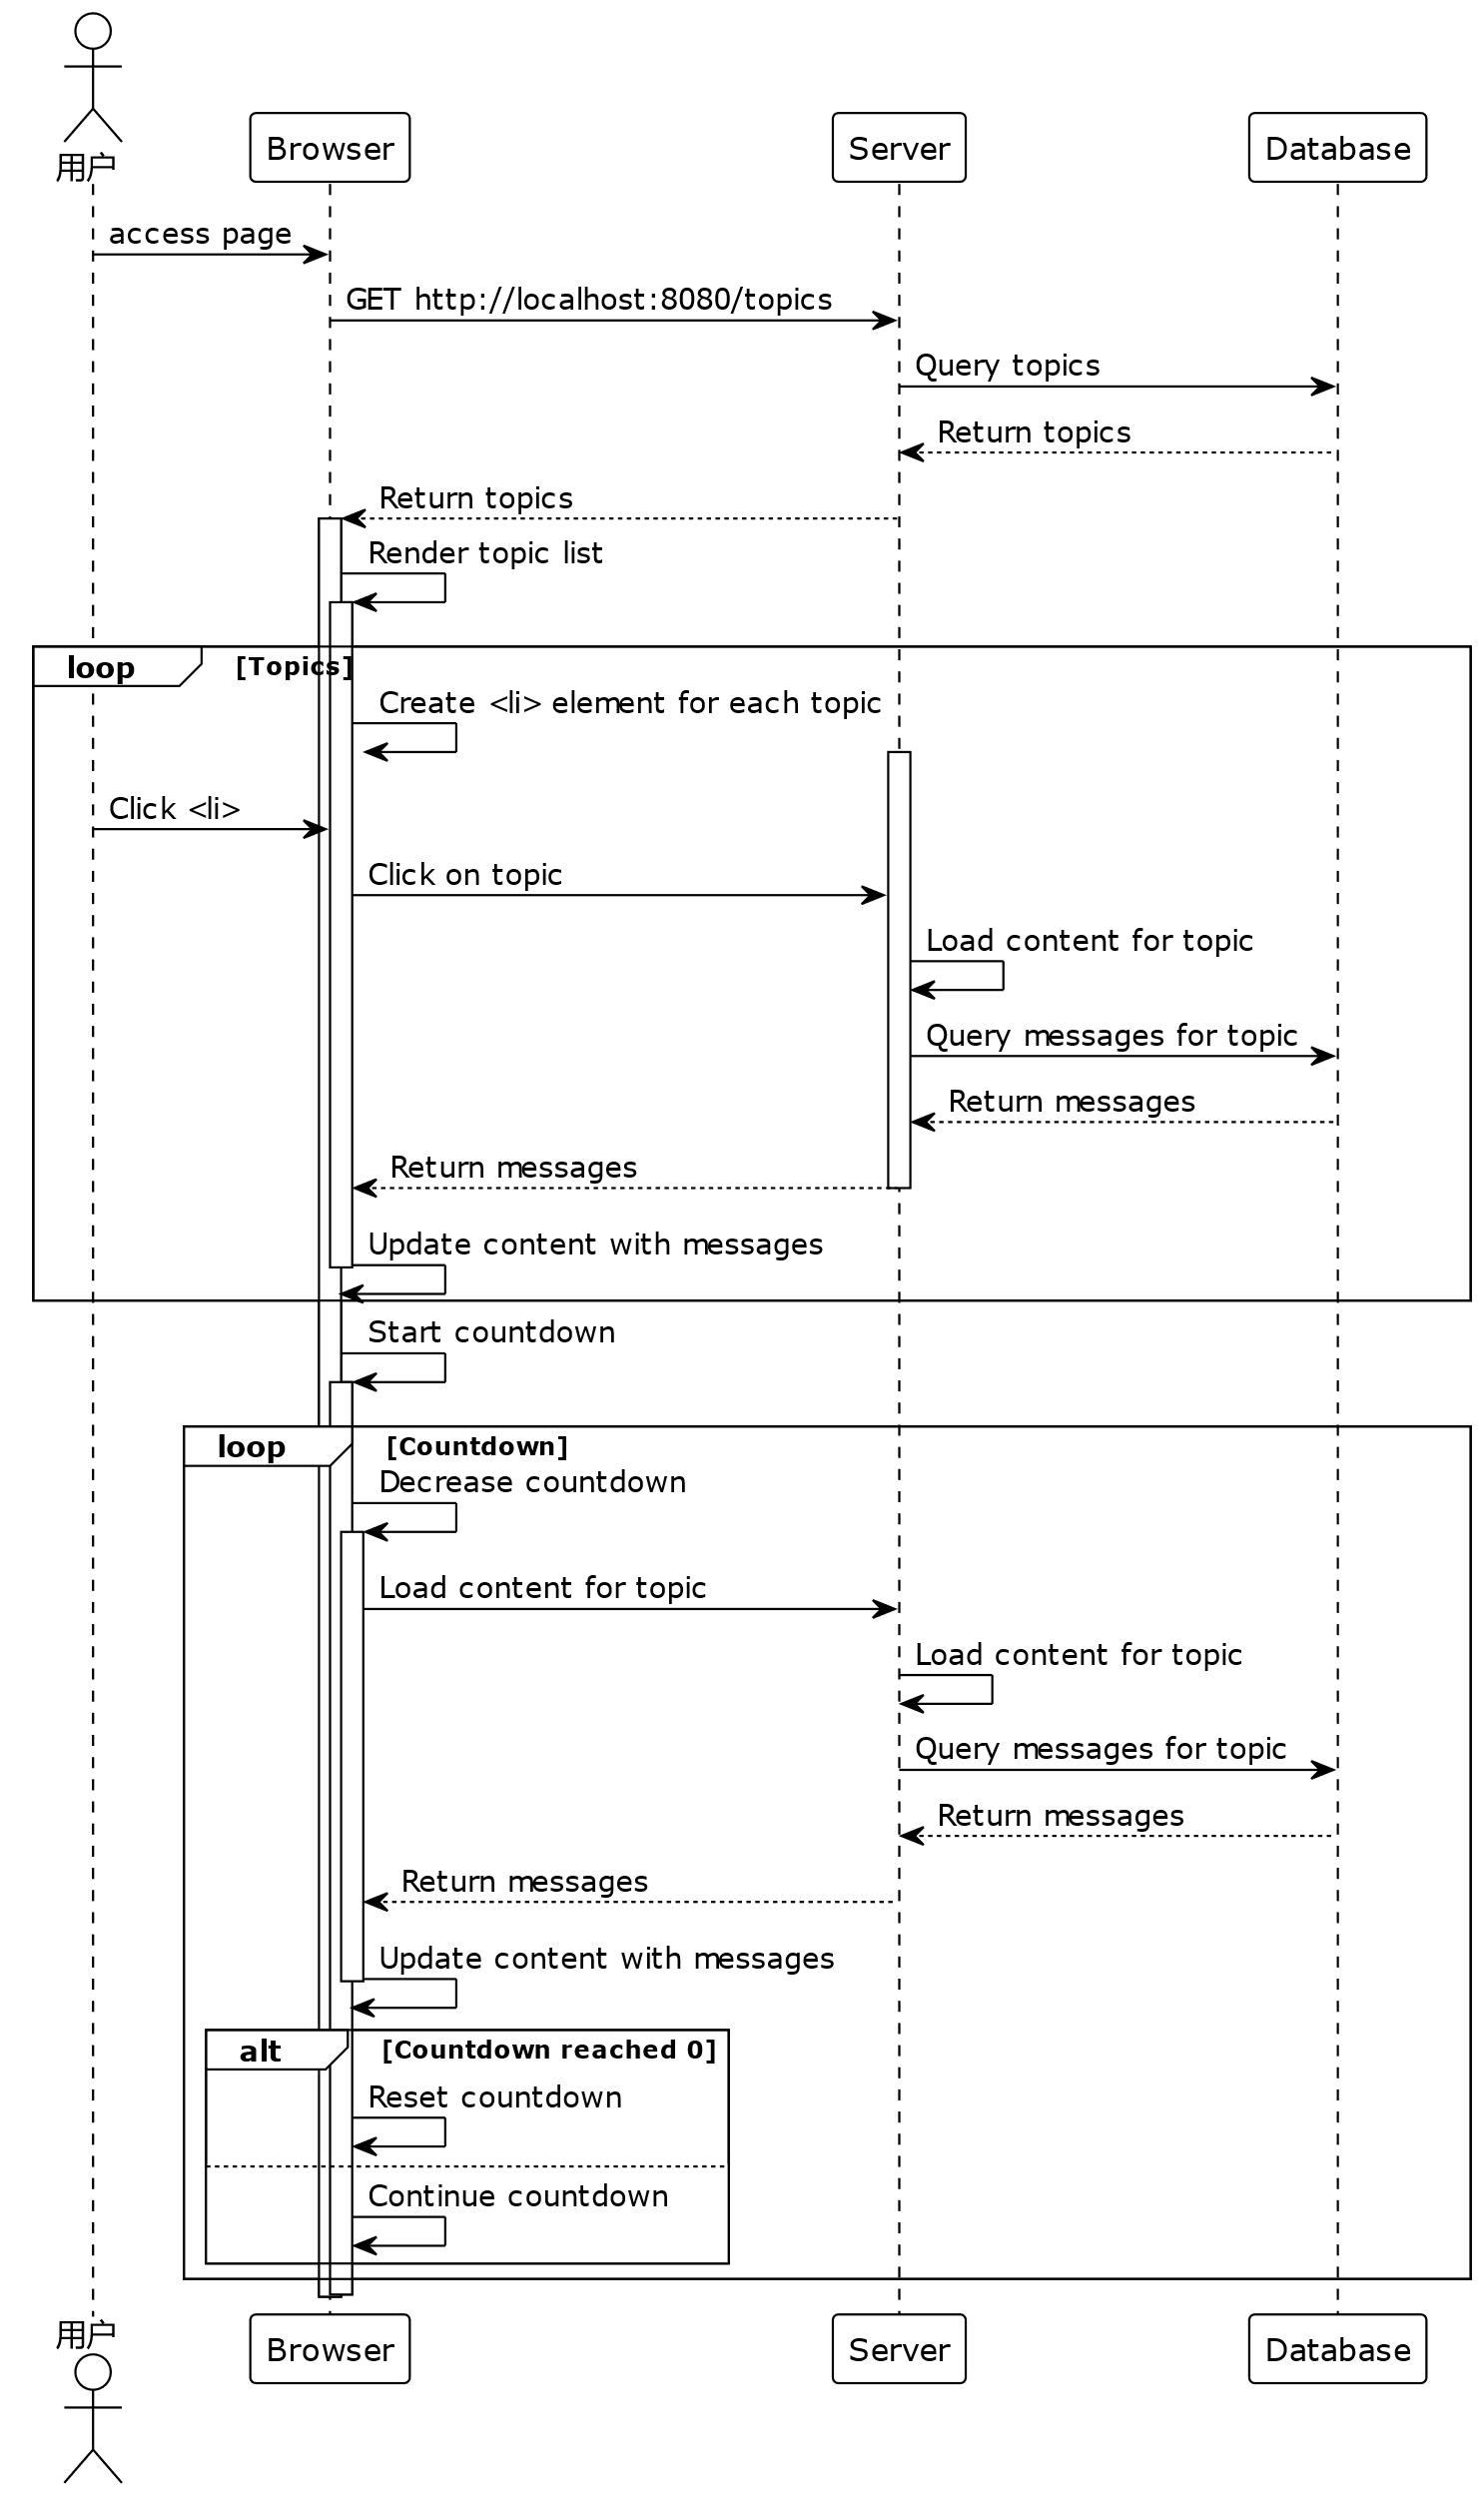 用户
Browser
Server
Database
access page
GET http://localhost:8080/topics
Query topics
Return topics
Return topics
Render topic list
loop
[Topics]
Create <li> element for each topic
Click <li>
Click on topic
Load content for topic
Query messages for topic
Return messages
Return messages
Update content with messages
Start countdown
loop
[Countdown]
Decrease countdown
Load content for topic
Load content for topic
Query messages for topic
Return messages
Return messages
Update content with messages
alt
[Countdown reached 0]
Reset countdown
Continue countdown
用户
Browser
Server
Database